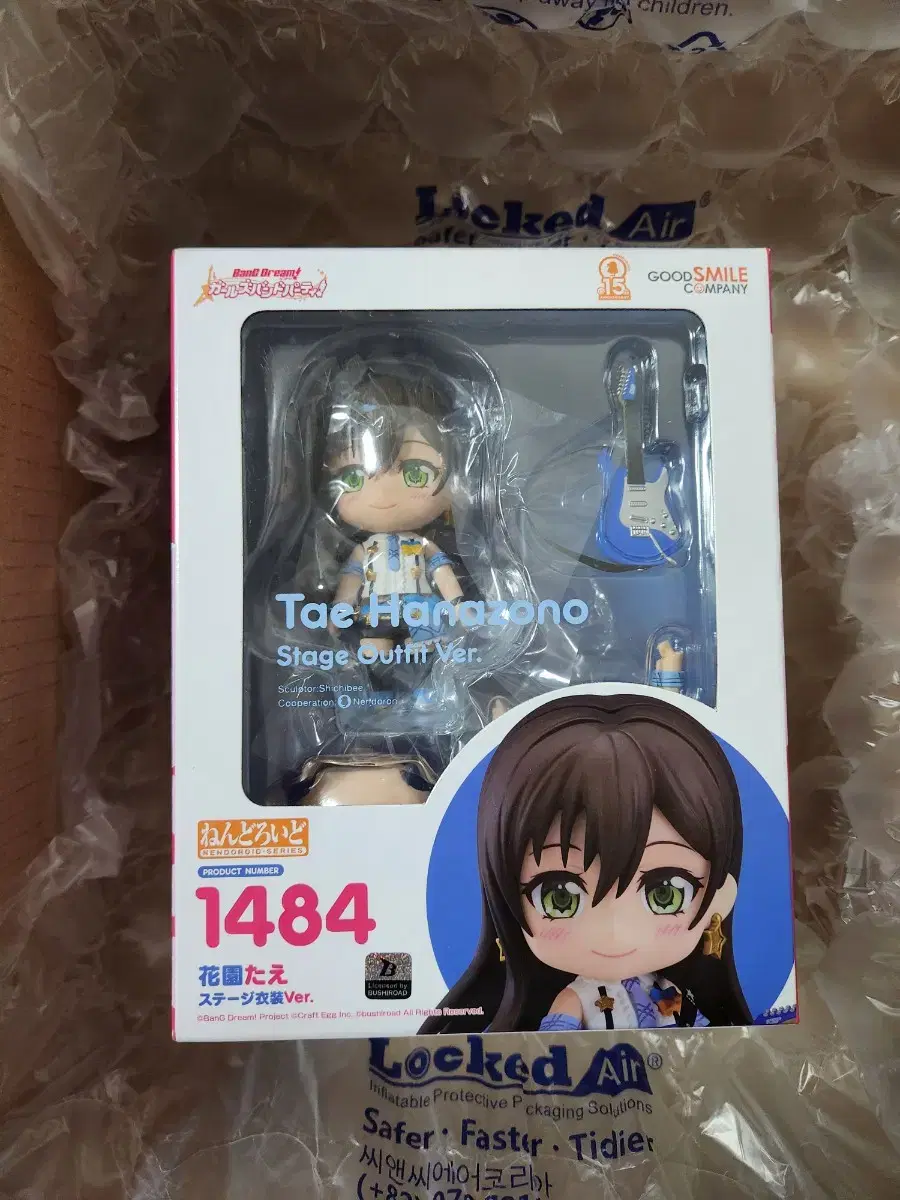 away children.
Locked Air®
BanG Dream!
ガールズバンドパーティ!
15
GOOD SMILE
COMPANY
Tae Hanazono
Stage Outfit Ver.
Sculptor:Shichibee
Cooperation: Nendoron
ねんどろいど
NENDOROID-SERIES
PRODUCT NUMBER
1484
花園たえ
ステージ衣装Ver.
B
Licensed by
BUSHIROAD
©BanG Dream! Project ©Craft Egg Inc. ©bushiroad All Rights Reserved.
Locked Air®
Inflatable Protective Packaging Solutions
Safer · Faster · Tidier
씨앤씨에어코리아